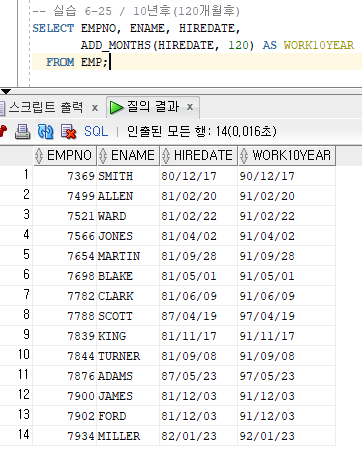 -- 실습 6-25 / 10년후(120개월후)
SELECT EMPNO, ENAME, HIREDATE,
ADD_MONTHS(HIREDATE, 120) AS WORK10YEAR
FROM EMP;
스크립트 출력 x 질의 결과 x
SQL | 인출된 모든 행: 14(0,016초)
EMPNO ENAME HIREDATE WORK10YEAR
1 7369 SMITH 80/12/17 90/12/17
2 7499 ALLEN 81/02/20 91/02/20
3 7521 WARD 81/02/22 91/02/22
4 7566 JONES 81/04/02 91/04/02
5 7654 MARTIN 81/09/28 91/09/28
6 7698 BLAKE 81/05/01 91/05/01
7 7782 CLARK 81/06/09 91/06/09
8 7788 SCOTT 87/04/19 97/04/19
9 7839 KING 81/11/17 91/11/17
10 7844 TURNER 81/09/08 91/09/08
11 7876 ADAMS 87/05/23 97/05/23
12 7900 JAMES 81/12/03 91/12/03
13 7902 FORD 81/12/03 91/12/03
14 7934 MILLER 82/01/23 92/01/23